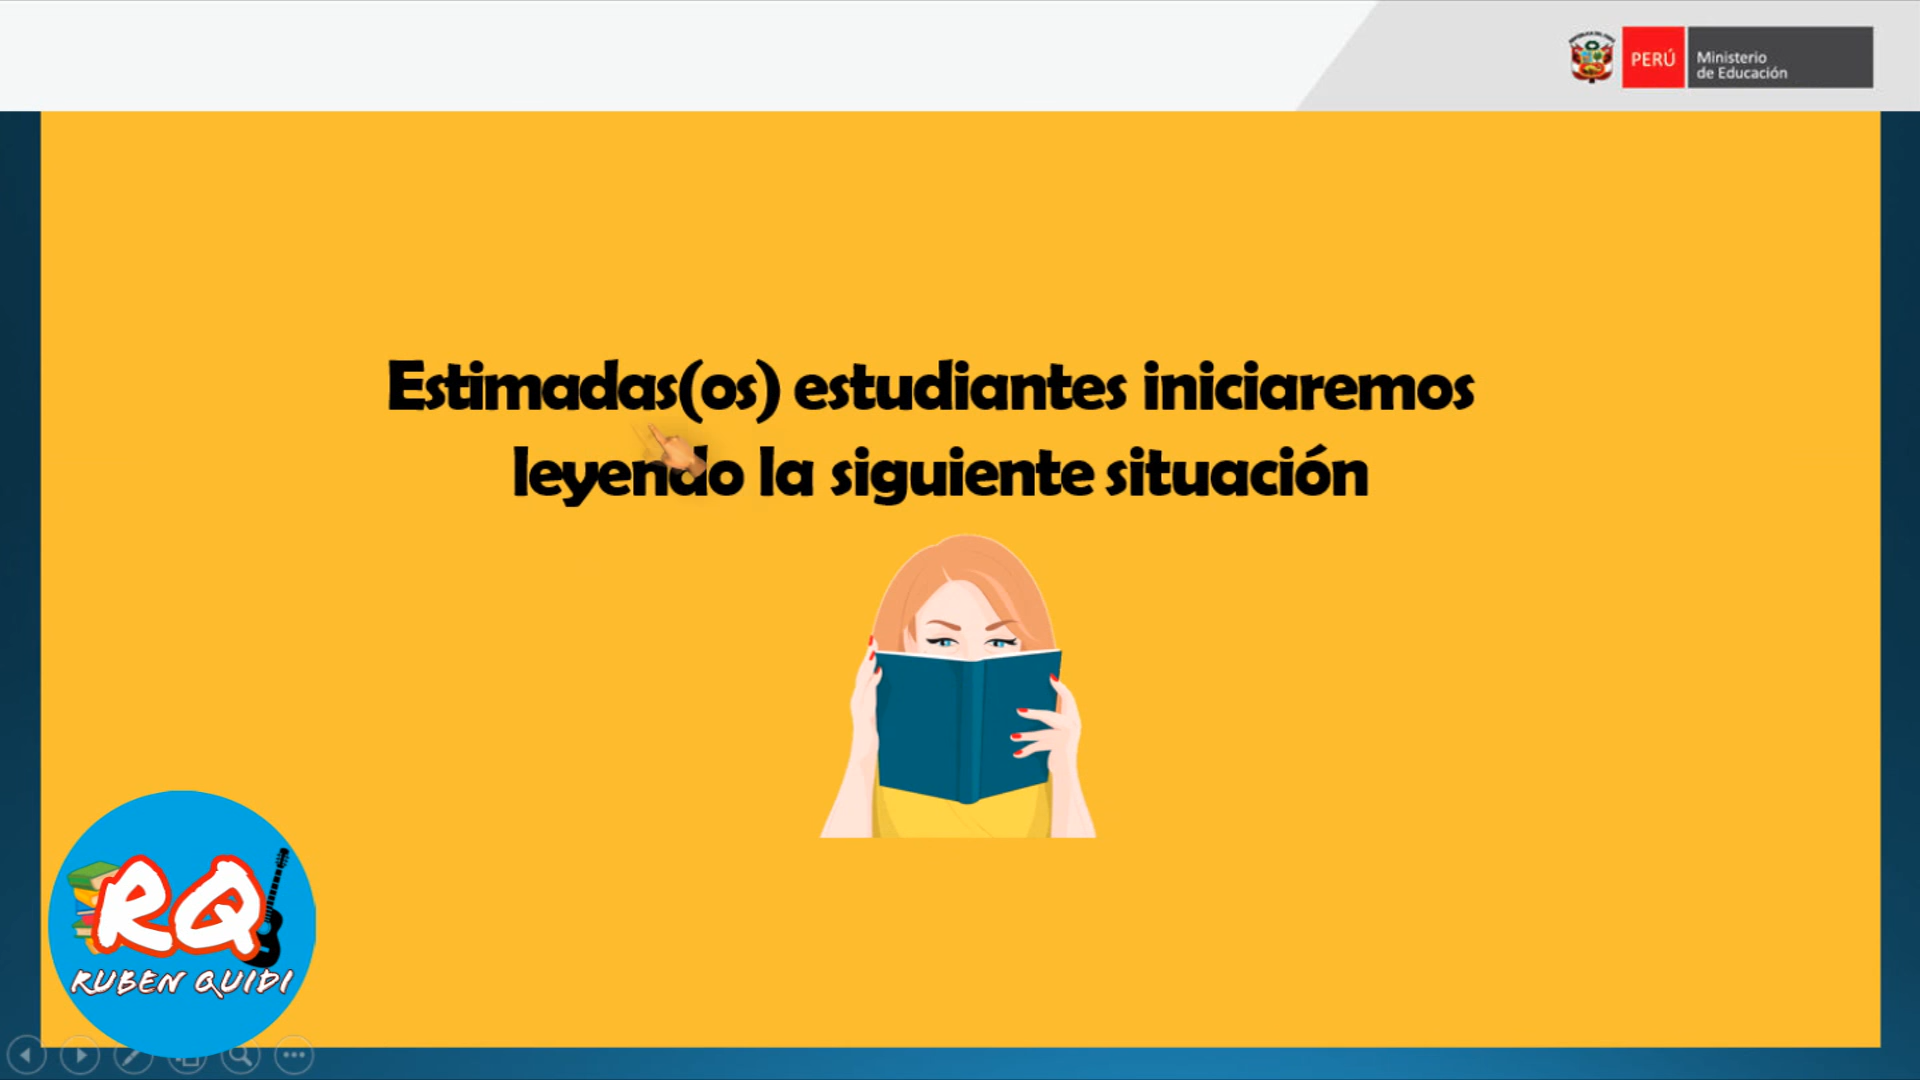 PERÚ
Ministerio
de Educación
Estimadas(os) estudiantes iniciaremos
leyendo la siguiente situación
RQ
RUBEN QUIDI